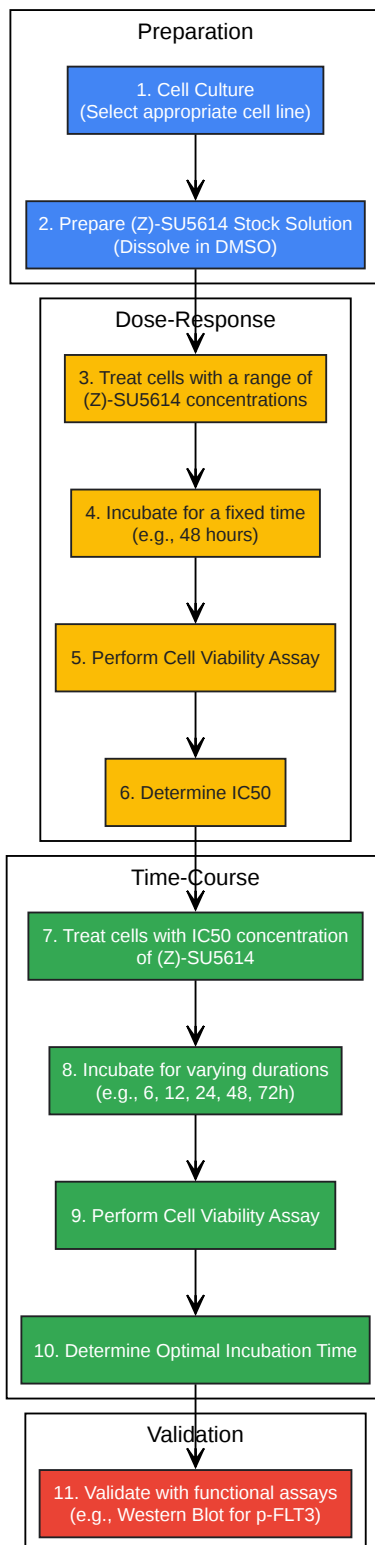 Preparation
1. Cell Culture
(Select appropriate cell line)
2. Prepare (Z)-SU5614 Stock Solution
(Dissolve in DMSO)
Dose-Response
3. Treat cells with a range of
(Z)-SU5614 concentrations
4. Incubate for a fixed time
(e.g., 48 hours)
5. Perform Cell Viability Assay
6. Determine IC50
Time-Course
7. Treat cells with IC50 concentration
of (Z)-SU5614
8. Incubate for varying durations
(e.g., 6, 12, 24, 48, 72h)
9. Perform Cell Viability Assay
10. Determine Optimal Incubation Time
Validation
11. Validate with functional assays
(e.g., Western Blot for p-FLT3)